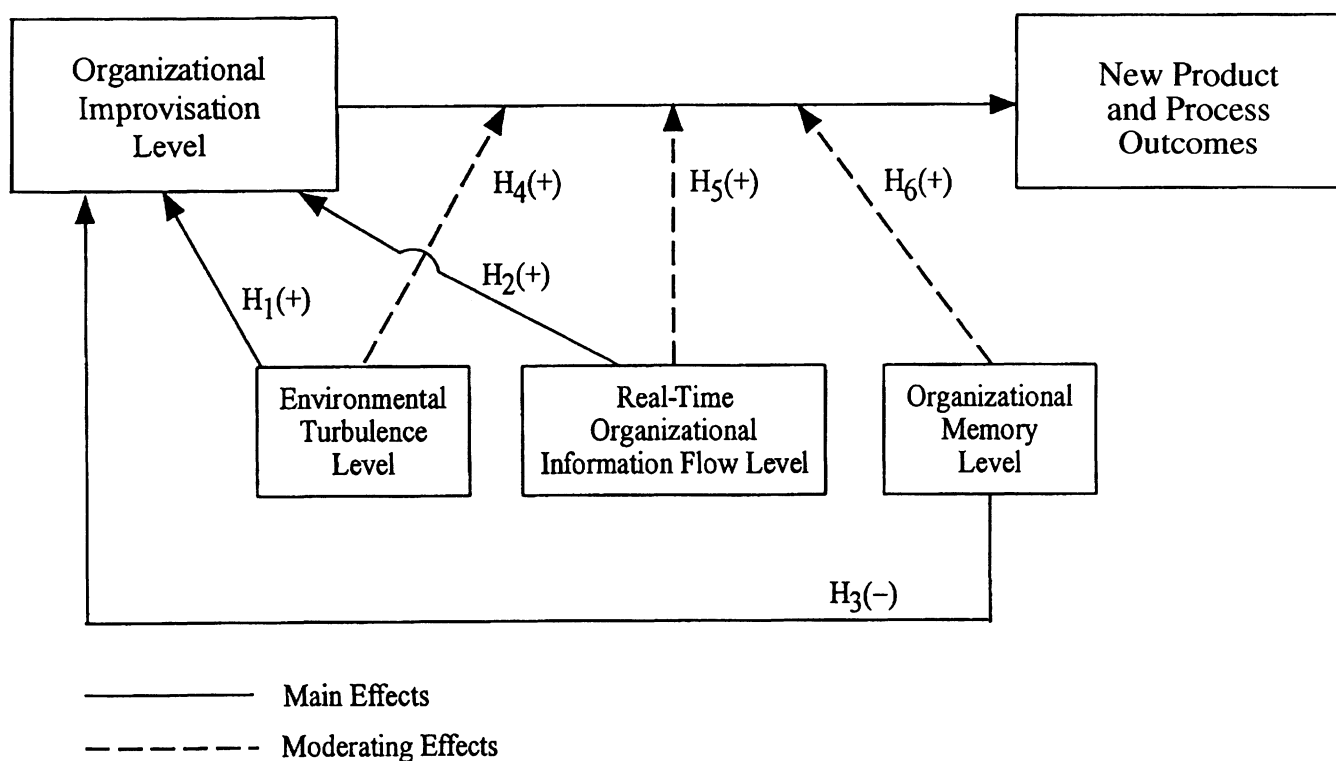 Organizational
Improvisation
Level
New Product
and Process
Outcomes
H4(+)
H5(+)
H6(+)
H2(+)
H1(+)
Environmental
Turbulence
Level
Real-Time
Organizational
Information Flow Level
Organizational
Memory
Level
H3(–)
Main Effects
Moderating Effects